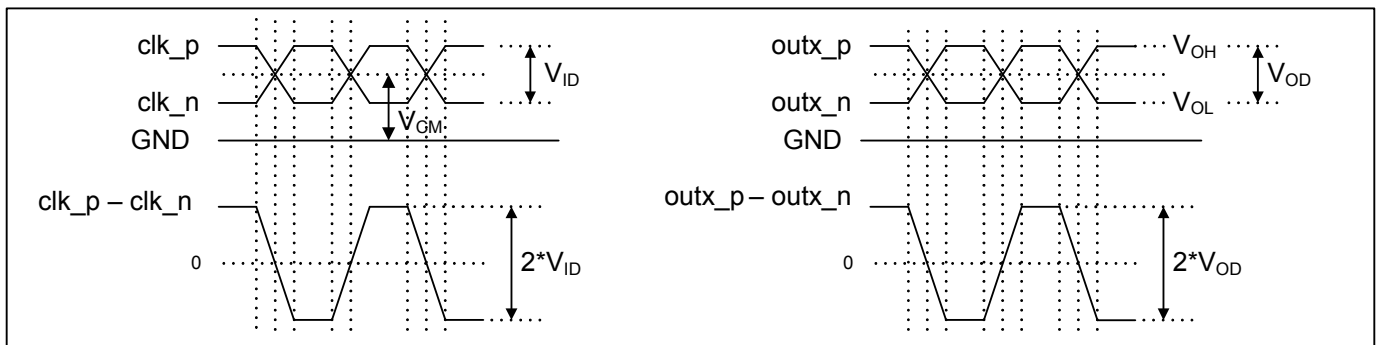 clk_p
V_ID
clk_n
V_CM
GND
clk_p – clk_n
0
2*V_ID
outx_p
V_OH
V_OD
outx_n
V_OL
GND
outx_p – outx_n
0
2*V_OD